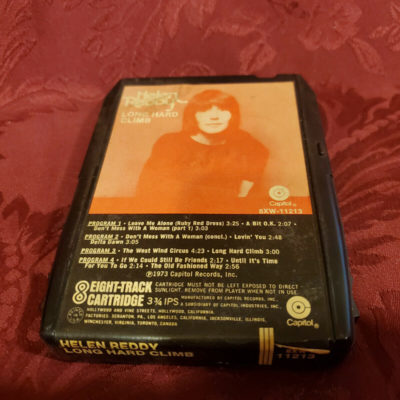 Helen
Reddy
LONG HARD
CLIMB
Capitol®
8XW-11213
PROGRAM 1 · Leave Me Alone (Ruby Red Dress) 3:25 · A Bit O.K. 2:07 ·
Don't Mess With A Woman (part 1) 3:03
PROGRAM 2 · Don't Mess With A Woman (concl.) · Lovin' You 2:48
Delta Dawn 3:05
PROGRAM 3 · The West Wind Circus 4:23 · Long Hard Climb 3:00
PROGRAM 4 · If We Could Still Be Friends 2:17 · Until It's Time
For You To Go 2:14 · The Old Fashioned Way 2:56
℗1973 Capitol Records, Inc.
8 EIGHT-TRACK
CARTRIDGE 3¾ IPS
CARTRIDGE MUST NOT BE LEFT EXPOSED TO DIRECT
SUNLIGHT. REMOVE FROM PLAYER WHEN NOT IN USE.
MANUFACTURED BY CAPITOL RECORDS, INC.
A SUBSIDIARY OF CAPITOL INDUSTRIES, INC.
HOLLYWOOD AND VINE STREETS, HOLLYWOOD, CALIFORNIA.
FACTORIES: SCRANTON, PA., LOS ANGELES, CALIFORNIA, JACKSONVILLE, ILLINOIS,
WINCHESTER, VIRGINIA, TORONTO, CANADA.
Capitol®
HELEN REDDY
LONG HARD CLIMB
11213